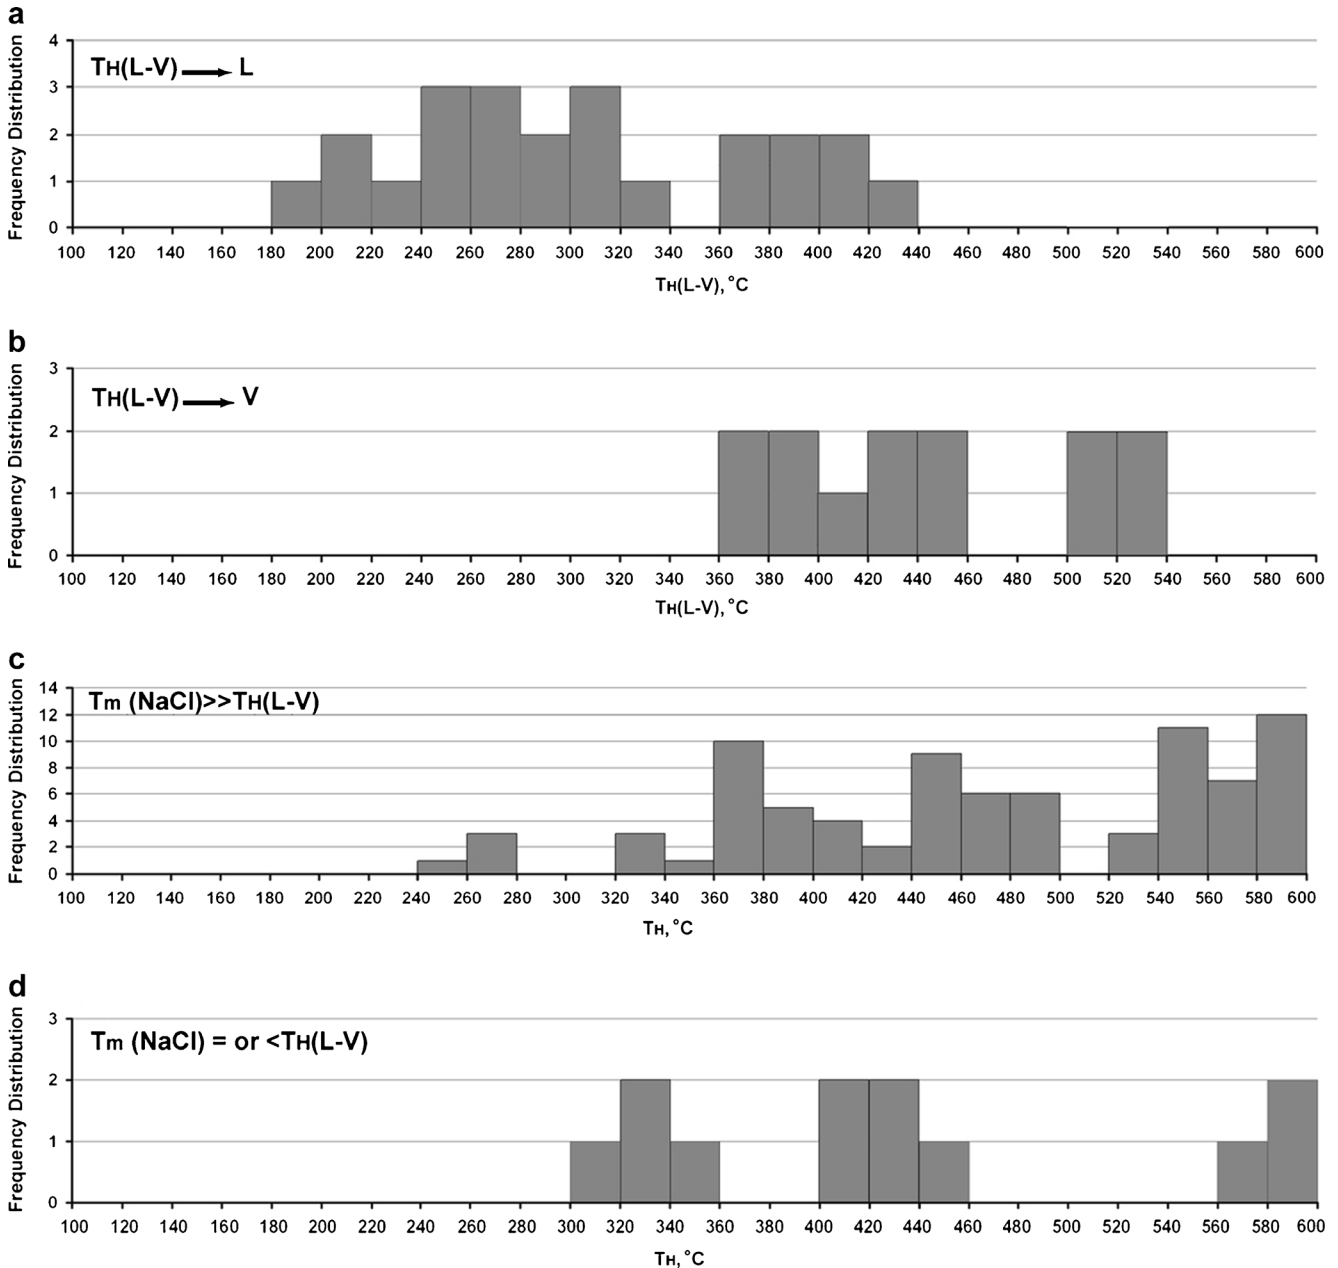 a
Frequency Distribution
4
3
2
1
0
TH(L-V) → L
100 120 140 160 180 200 220 240 260 280 300 320 340 360 380 400 420 440 460 480 500 520 540 560 580 600
TH(L-V), °C
b
Frequency Distribution
3
2
1
0
TH(L-V) → V
100 120 140 160 180 200 220 240 260 280 300 320 340 360 380 400 420 440 460 480 500 520 540 560 580 600
TH(L-V), °C
c
Frequency Distribution
14
12
10
8
6
4
2
0
Tm (NaCl)>>TH(L-V)
100 120 140 160 180 200 220 240 260 280 300 320 340 360 380 400 420 440 460 480 500 520 540 560 580 600
TH, °C
d
Frequency Distribution
3
2
1
0
Tm (NaCl) = or <TH(L-V)
100 120 140 160 180 200 220 240 260 280 300 320 340 360 380 400 420 440 460 480 500 520 540 560 580 600
TH, °C